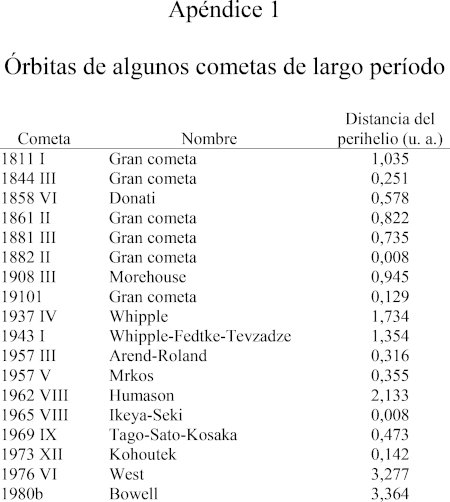 Apéndice 1
Órbitas de algunos cometas de largo período
Distancia del
Cometa Nombre perihelio (u. a.)
1811 I Gran cometa 1,035
1844 III Gran cometa 0,251
1858 VI Donati 0,578
1861 II Gran cometa 0,822
1881 III Gran cometa 0,735
1882 II Gran cometa 0,008
1908 III Morehouse 0,945
19101 Gran cometa 0,129
1937 IV Whipple 1,734
1943 I Whipple-Fedtke-Tevzadze 1,354
1957 III Arend-Roland 0,316
1957 V Mrkos 0,355
1962 VIII Humason 2,133
1965 VIII Ikeya-Seki 0,008
1969 IX Tago-Sato-Kosaka 0,473
1973 XII Kohoutek 0,142
1976 VI West 3,277
1980b Bowell 3,364